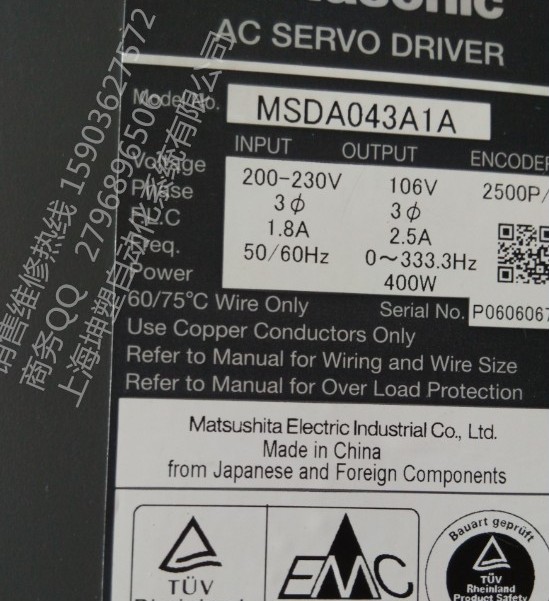 AC SERVO DRIVER
Model No. MSDA043A1A
INPUT OUTPUT ENCODER
Voltage 200-230V 106V 2500P/
Phase 3ϕ 3ϕ
F.L.C 1.8A 2.5A
Freq. 50/60Hz 0～333.3Hz
Power 400W
60/75°C Wire Only Serial No. P0606067
Use Copper Conductors Only
Refer to Manual for Wiring and Wire Size
Refer to Manual for Over Load Protection
Matsushita Electric Industrial Co., Ltd.
Made in China
from Japanese and Foreign Components
TÜV
EMC
Bauart geprüft
TÜV
Rheinland
Product Safety
销售维修热线 15903627572
商务QQ 2796896506
上海坤塑自动化系统有限公司